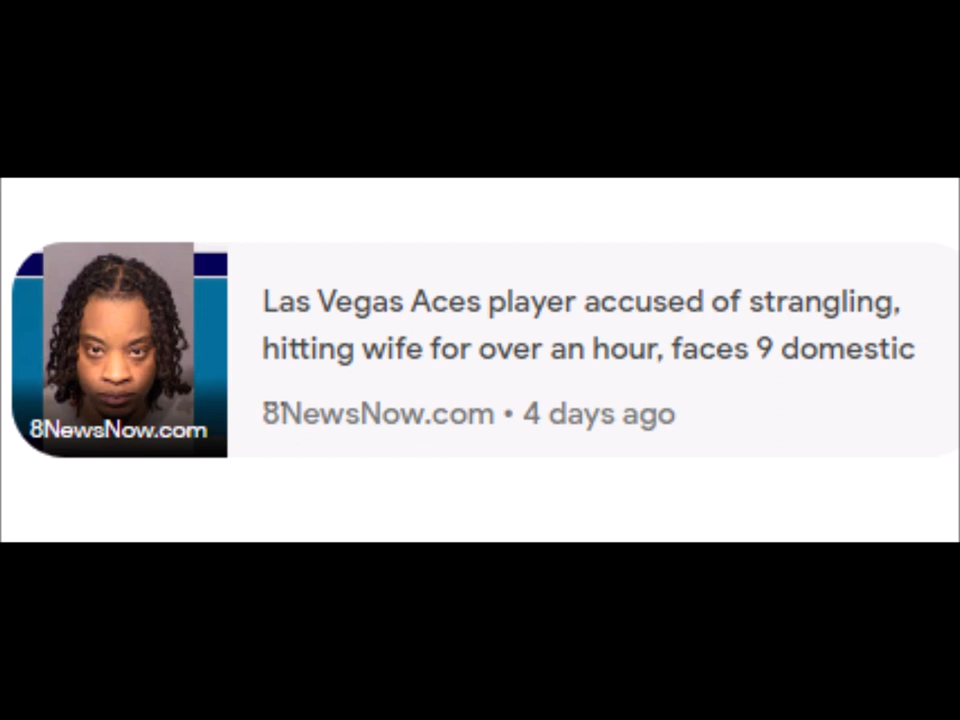 Las Vegas Aces player accused of strangling,
hitting wife for over an hour, faces 9 domestic
8NewsNow.com • 4 days ago
8NewsNow.com